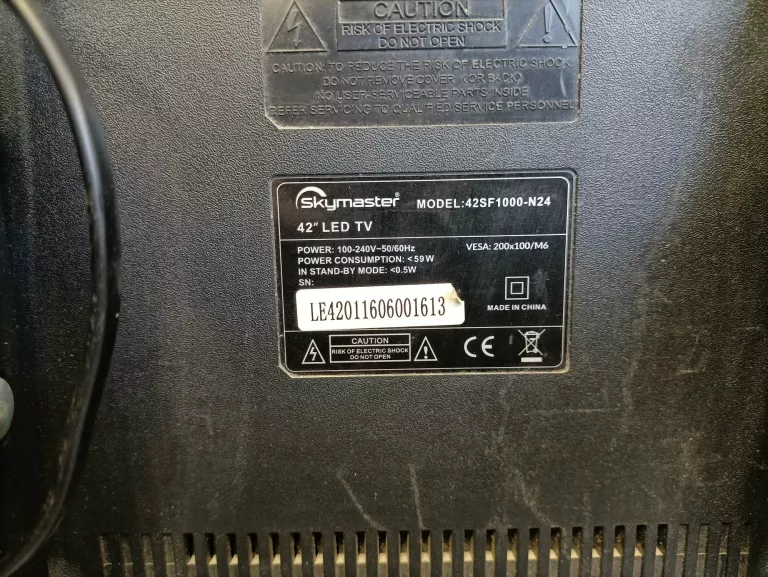 CAUTION
RISK OF ELECTRIC SHOCK
DO NOT OPEN
CAUTION: TO REDUCE THE RISK OF ELECTRIC SHOCK,
DO NOT REMOVE COVER (OR BACK)
NO USER-SERVICEABLE PARTS INSIDE
REFER SERVICING TO QUALIFIED SERVICE PERSONNEL
Skymaster® MODEL:42SF1000-N24
42" LED TV
POWER: 100-240V~50/60Hz VESA: 200x100/M6
POWER CONSUMPTION: <59W
IN STAND-BY MODE: <0.5W
SN:
LE42011606001613
MADE IN CHINA
CAUTION
RISK OF ELECTRIC SHOCK
DO NOT OPEN
CE